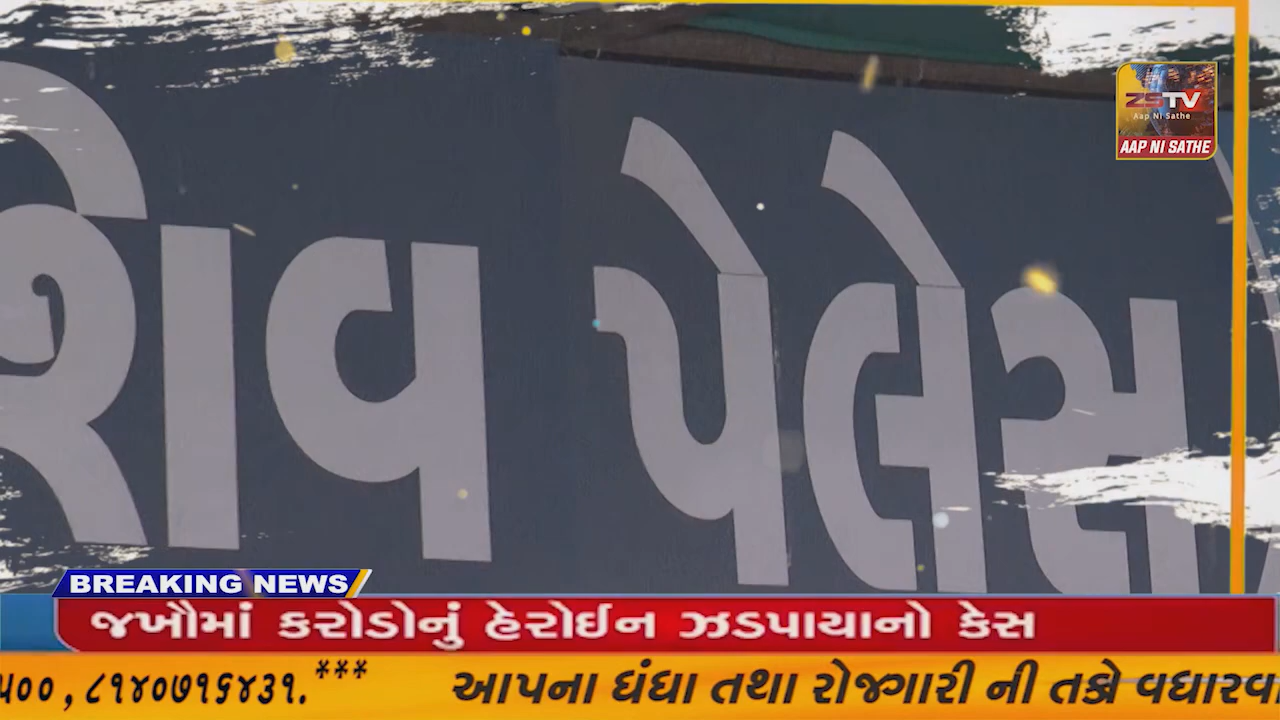 શિવ પેલેસ
ZSTV
Aap Ni Sathe
AAP NI SATHE
BREAKING NEWS
જખૌમાં કરોડોનું હેરોઈન ઝડપાયાનો કેસ
૫૦૦,૮૧૪૦૭૧૬૪૩૧.*** આપના ધંધા તથા રોજગારી ની તકો વધારવા